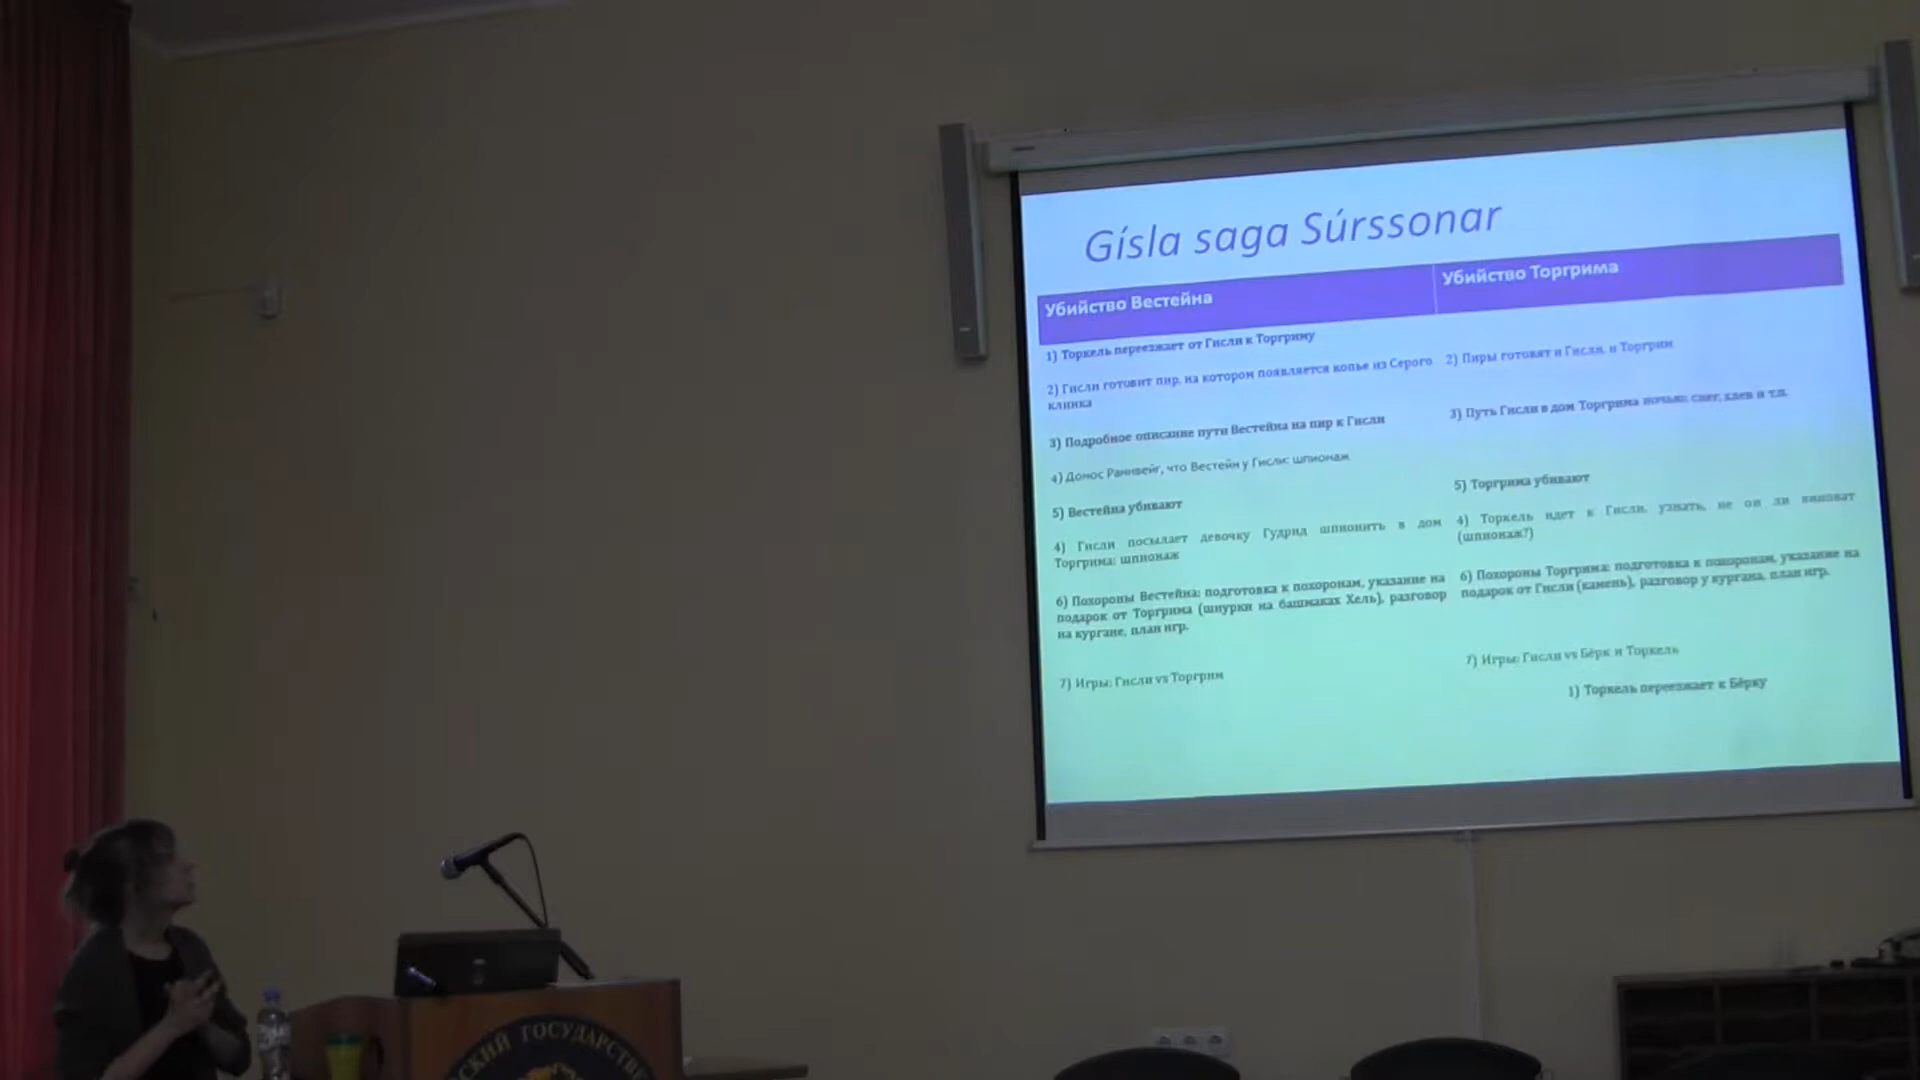 Gísla saga Súrssonar
Убийство Вестейна
Убийство Торгрима
1) Торкель переезжает от Гисли к Торгриму
2) Гисли готовит пир, на котором появляется копье из Серого
клинка
2) Пиры готовят и Гисли, и Торгрим
3) Подробное описание пути Вестейна на пир к Гисли
3) Путь Гисли в дом Торгрима ночью: снег, хлев и т.п.
4) Донос Раннвейг, что Вестейн у Гисли: шпионаж
5) Вестейна убивают
5) Торгрима убивают
4) Гисли посылает девочку Гудрид шпионить в дом
Торгрима: шпионаж
4) Торкель идет к Гисли, узнать, не он ли виноват
(шпионаж?)
6) Похороны Вестейна: подготовка к похоронам, указание на
подарок от Торгрима (шнурки на башмаках Хель), разговор
на кургане, план игр.
6) Похороны Торгрима: подготовка к похоронам, указание на
подарок от Гисли (камень), разговор у кургана, план игр.
7) Игры: Гисли vs Торгрим
7) Игры: Гисли vs Бёрк и Торкель
1) Торкель переезжает к Бёрку
СКИЙ ГОСУДАРСТВЕ